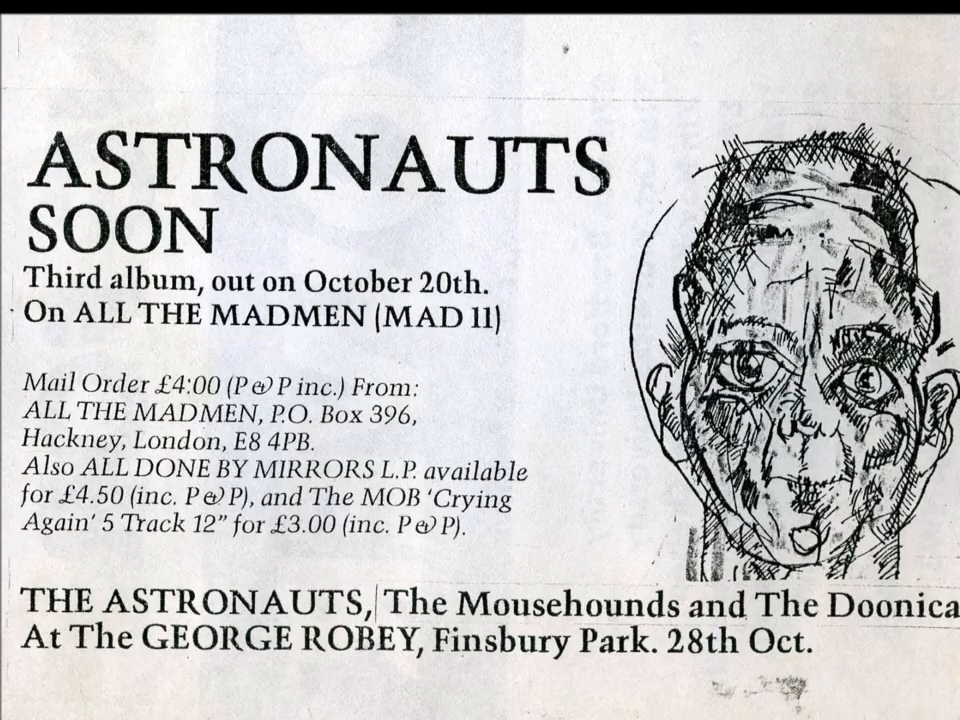 ASTRONAUTS
SOON
Third album, out on October 20th.
On ALL THE MADMEN (MAD 11)
Mail Order £4:00 (P & P inc.) From:
ALL THE MADMEN, P.O. Box 396,
Hackney, London, E8 4PB.
Also ALL DONE BY MIRRORS L.P. available
for £4.50 (inc. P & P), and The MOB 'Crying
Again' 5 Track 12" for £3.00 (inc. P & P).
THE ASTRONAUTS, The Mousehounds and The Doonica
At The GEORGE ROBEY, Finsbury Park. 28th Oct.